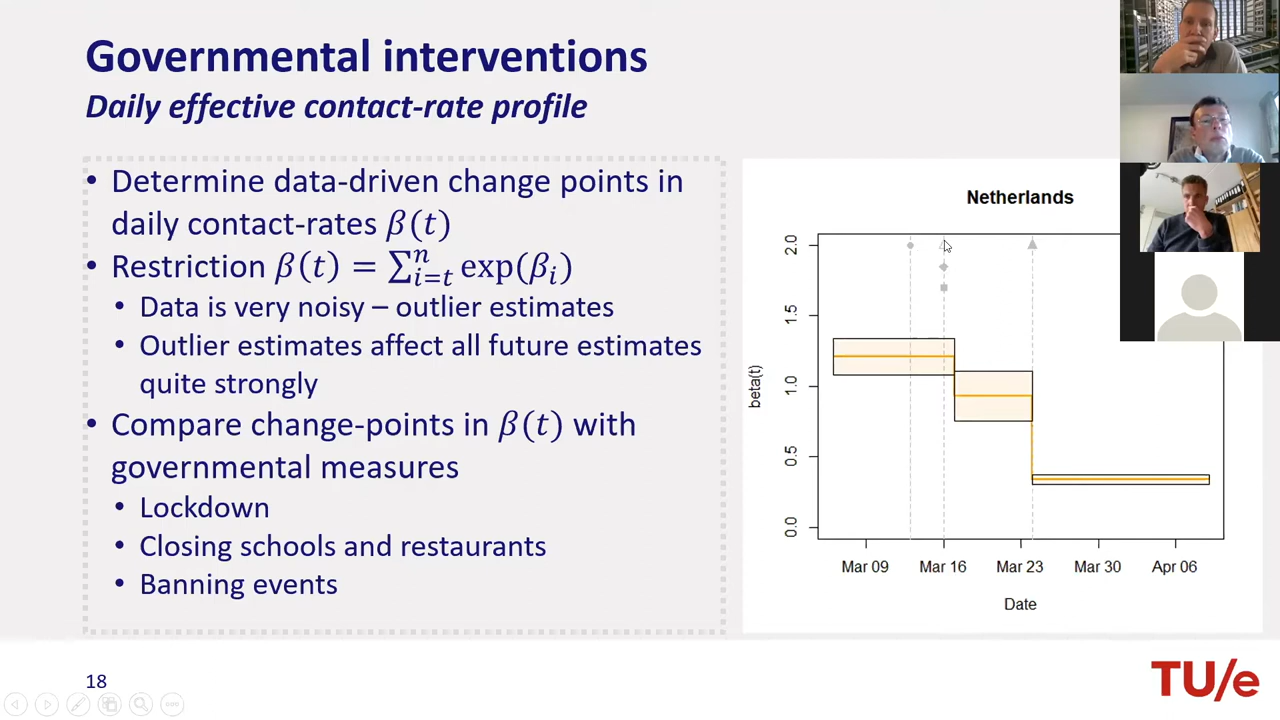 Governmental interventions
Daily effective contact-rate profile
• Determine data-driven change points in
daily contact-rates β(t)
• Restriction β(t) = ∑ⁿᵢ₌ₜ exp(βᵢ)
• Data is very noisy – outlier estimates
• Outlier estimates affect all future estimates
quite strongly
• Compare change-points in β(t) with
governmental measures
• Lockdown
• Closing schools and restaurants
• Banning events
Netherlands
beta(t)
2.0
1.5
1.0
0.5
0.0
Mar 09 Mar 16 Mar 23 Mar 30 Apr 06
Date
18
TU/e